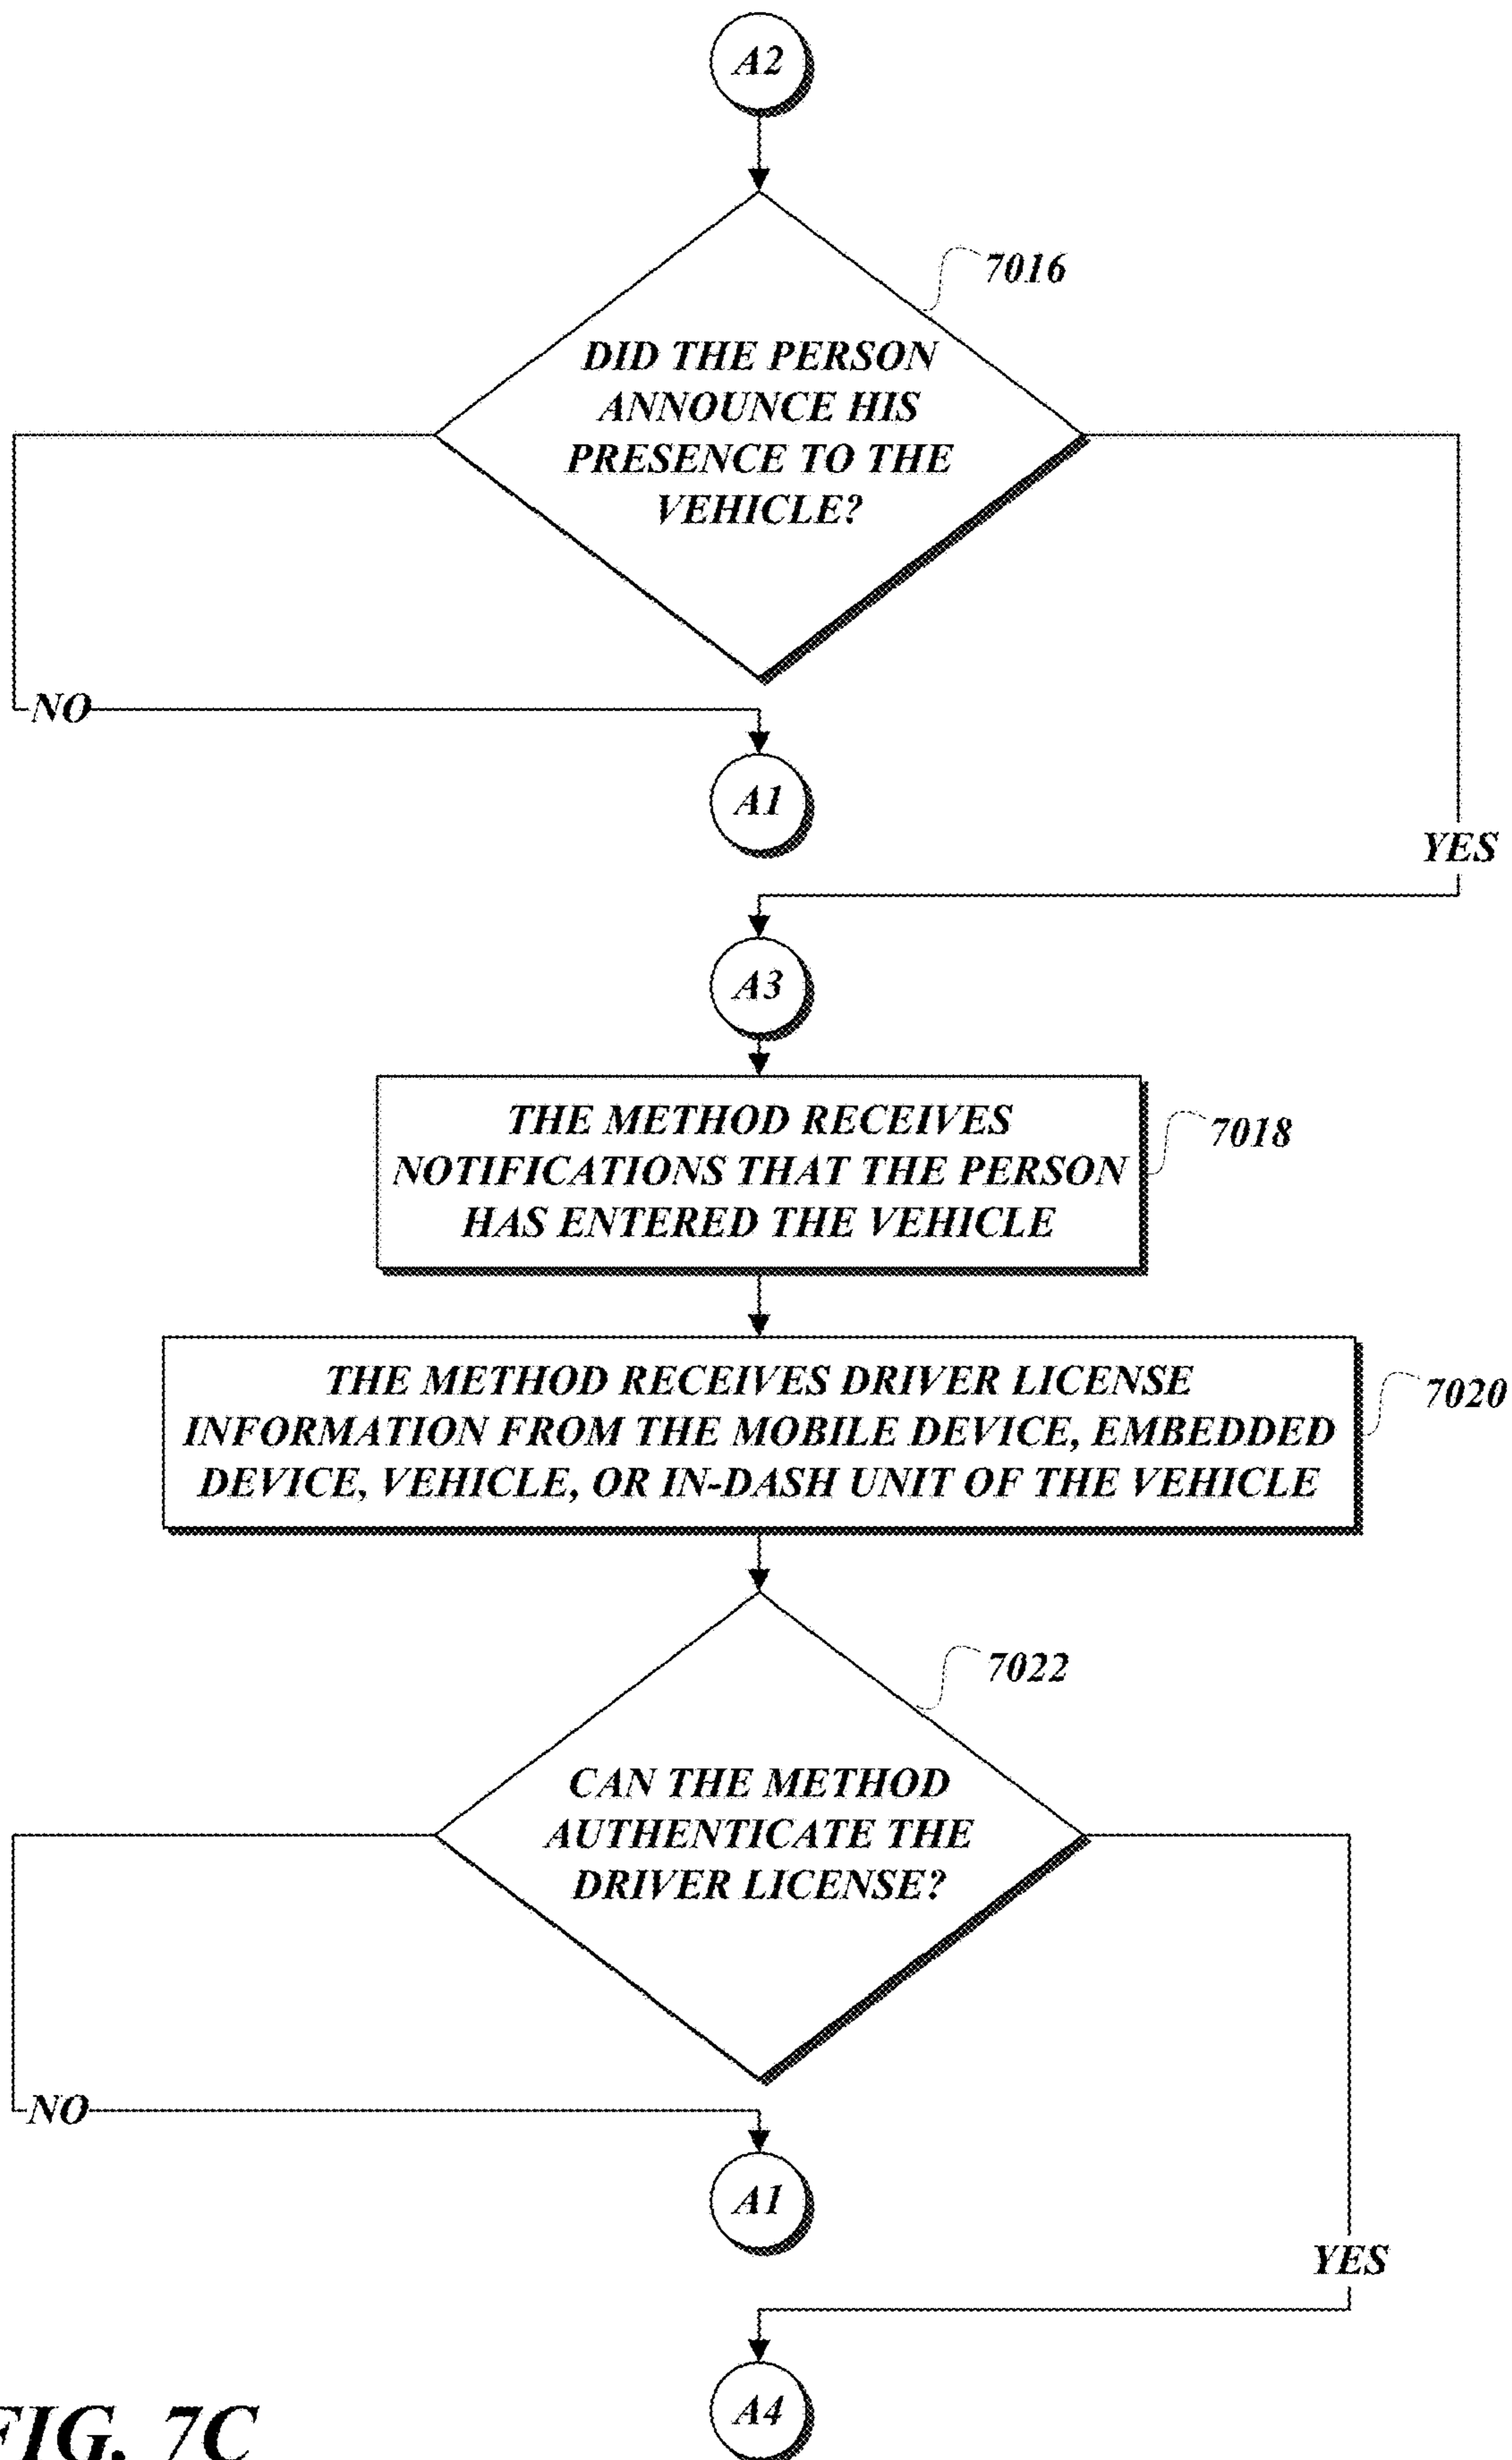 A2
7016
DID THE PERSON
ANNOUNCE HIS
PRESENCE TO THE
VEHICLE?
NO
A1
YES
A3
THE METHOD RECEIVES
NOTIFICATIONS THAT THE PERSON
HAS ENTERED THE VEHICLE
7018
THE METHOD RECEIVES DRIVER LICENSE
INFORMATION FROM THE MOBILE DEVICE, EMBEDDED
DEVICE, VEHICLE, OR IN-DASH UNIT OF THE VEHICLE
7020
7022
CAN THE METHOD
AUTHENTICATE THE
DRIVER LICENSE?
NO
A1
YES
A4
FIG. 7C